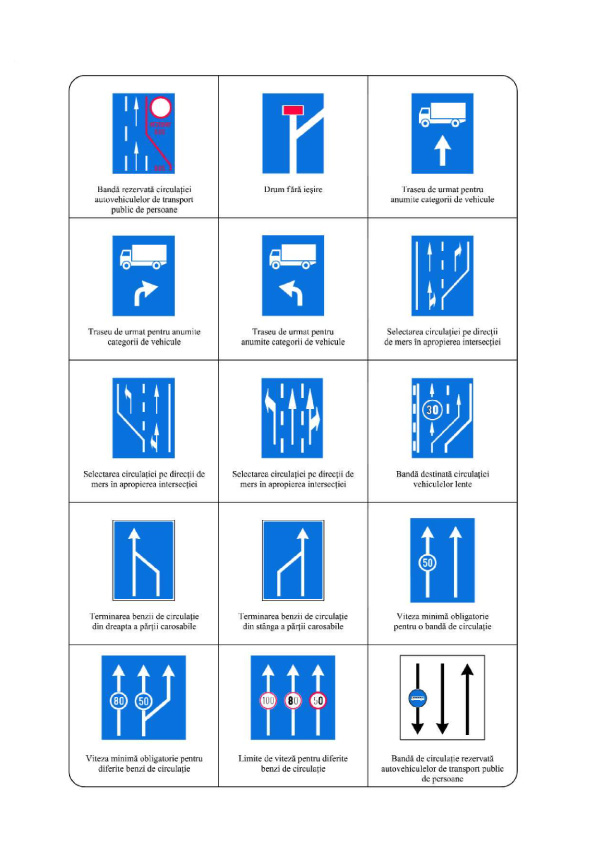 Bandă rezervată circulației
autovehiculelor de transport
public de persoane
Drum fără ieșire
Traseu de urmat pentru
anumite categorii de vehicule
Traseu de urmat pentru anumite
categorii de vehicule
Traseu de urmat pentru
anumite categorii de vehicule
Selectarea circulației pe direcții
de mers în apropierea intersecției
Selectarea circulației pe direcții de
mers în apropierea intersecției
Selectarea circulației pe direcții de
mers în apropierea intersecției
30
Bandă destinată circulației
vehiculelor lente
Terminarea benzii de circulație
din dreapta a părții carosabile
Terminarea benzii de circulație
din stânga a părții carosabile
50
Viteza minimă obligatorie
pentru o bandă de circulație
80 50
Viteza minimă obligatorie pentru
diferite benzi de circulație
100 80 50
Limite de viteză pentru diferite
benzi de circulație
Bandă de circulație rezervată
autovehiculelor de transport public
de persoane